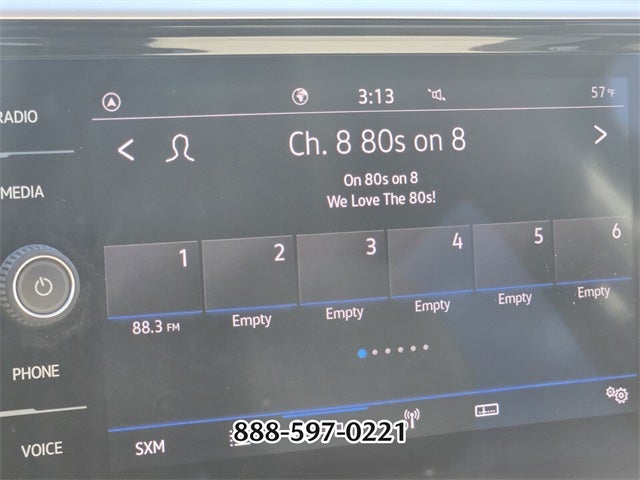 3:13
57°F
RADIO
Ch. 8 80s on 8
On 80s on 8
We Love The 80s!
MEDIA
1 2 3 4 5 6
88.3 FM Empty Empty Empty Empty Empty
PHONE
VOICE
SXM
888-597-0221